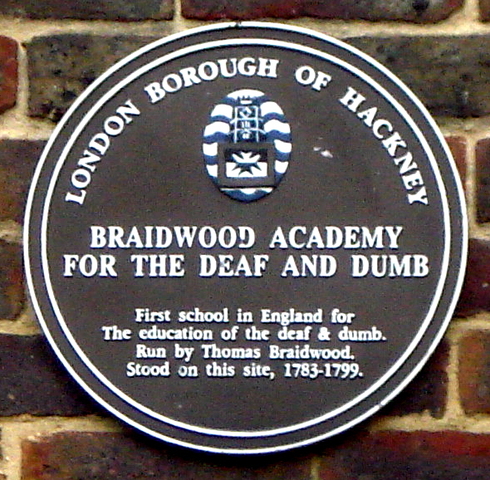 LONDON BOROUGH OF HACKNEY
BRAIDWOOD ACADEMY
FOR THE DEAF AND DUMB
First school in England for
The education of the deaf & dumb.
Run by Thomas Braidwood.
Stood on this site, 1783-1799.